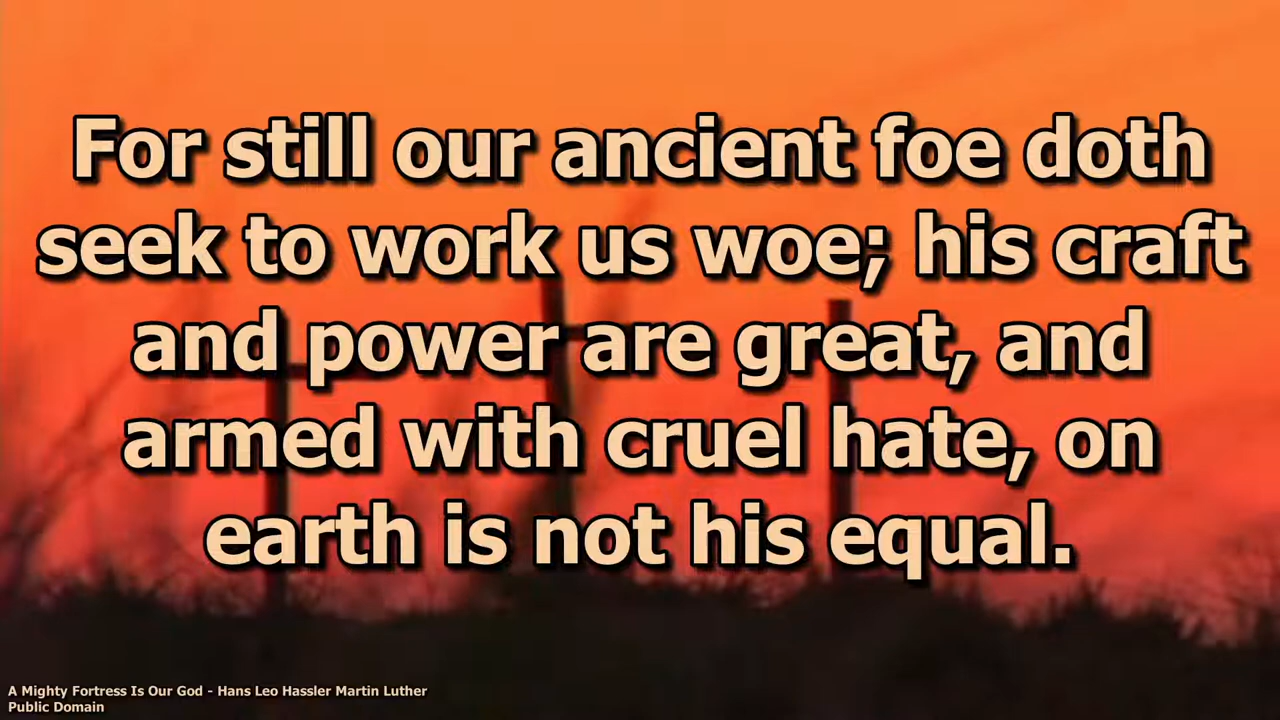 For still our ancient foe doth
seek to work us woe; his craft
and power are great, and
armed with cruel hate, on
earth is not his equal.
A Mighty Fortress Is Our God - Hans Leo Hassler Martin Luther
Public Domain